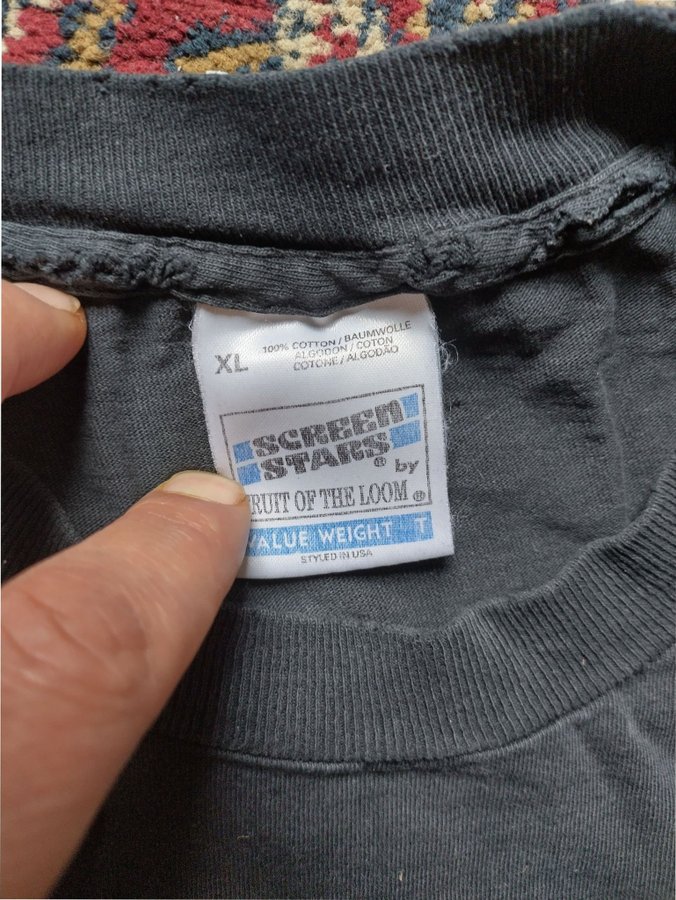 XL
100% COTTON / BAUMWOLLE
ALGODON / COTON
COTONE / ALGODÃO
SCREEN
STARS® by
RUIT OF THE LOOM®
VALUE WEIGHT T
STYLED IN USA